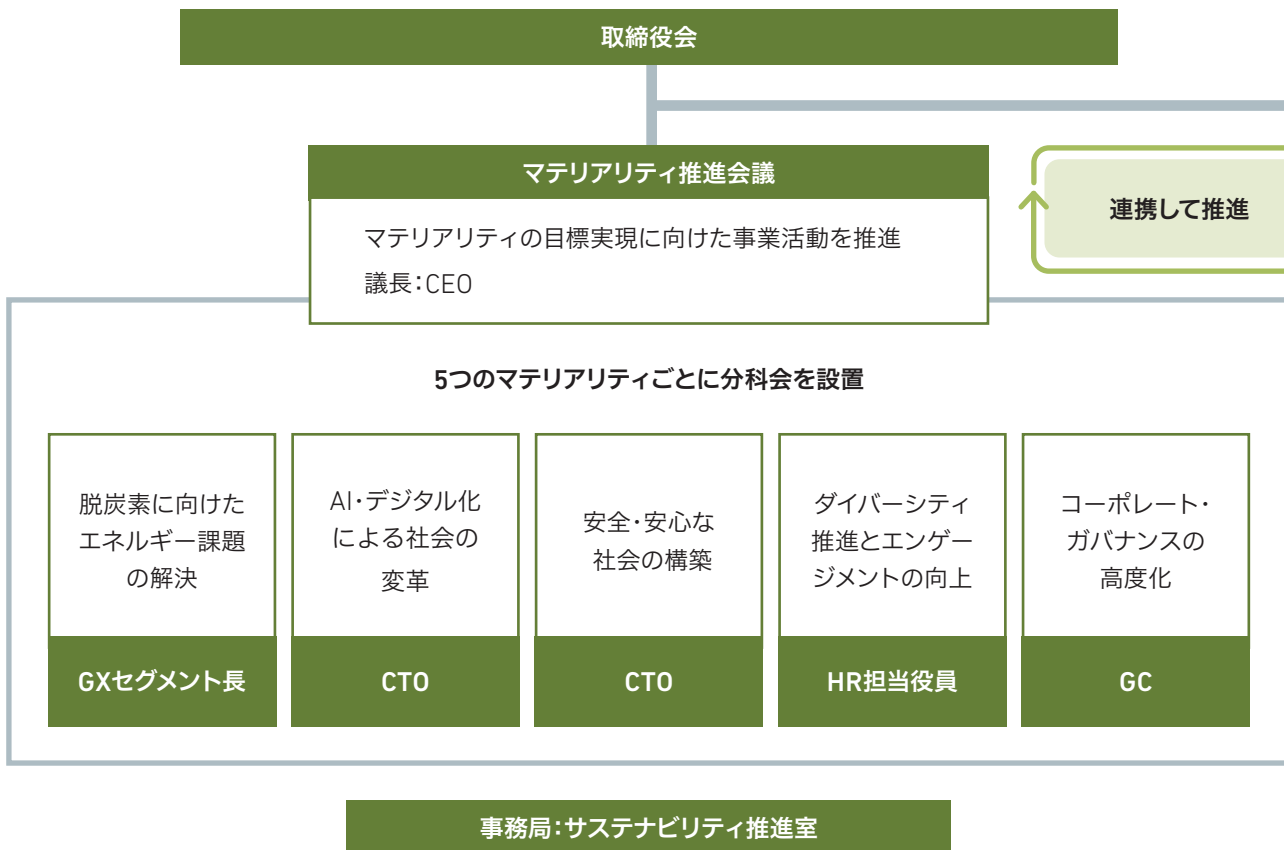 取締役会
マテリアリティ推進会議
マテリアリティの目標実現に向けた事業活動を推進
議長：CEO
連携して推進
5つのマテリアリティごとに分科会を設置
脱炭素に向けた
エネルギー課題
の解決
GXセグメント長
AI・デジタル化
による社会の
変革
CTO
安全・安心な
社会の構築
CTO
ダイバーシティ
推進とエンゲー
ジメントの向上
HR担当役員
コーポレート・
ガバナンスの
高度化
GC
事務局：サステナビリティ推進室